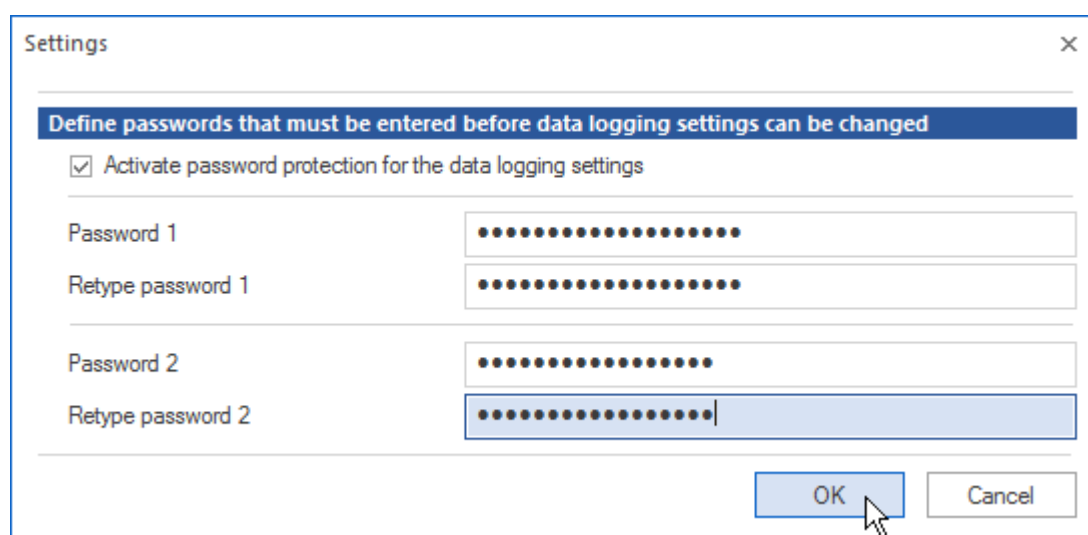 Settings
Define passwords that must be entered before data logging settings can be changed
Activate password protection for the data logging settings
Password 1 •••••••••••••••••••
Retype password 1 •••••••••••••••••••
Password 2 •••••••••••••••••
Retype password 2 •••••••••••••••••
OK Cancel